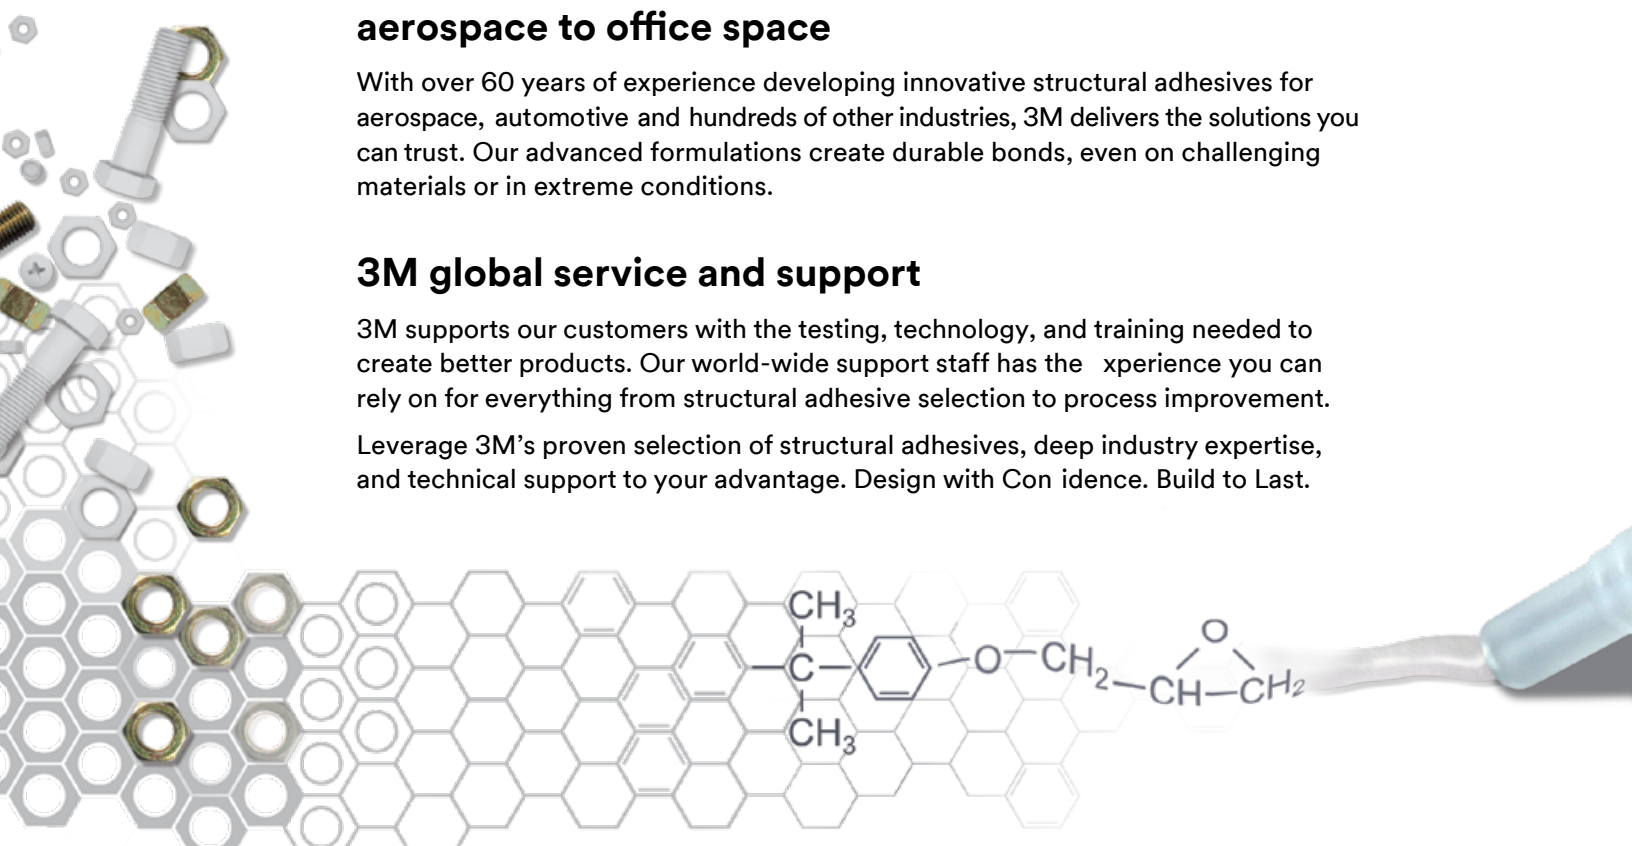 aerospace to office space
With over 60 years of experience developing innovative structural adhesives for
aerospace, automotive and hundreds of other industries, 3M delivers the solutions you
can trust. Our advanced formulations create durable bonds, even on challenging
materials or in extreme conditions.
3M global service and support
3M supports our customers with the testing, technology, and training needed to
create better products. Our world-wide support staff has the xperience you can
rely on for everything from structural adhesive selection to process improvement.
Leverage 3M’s proven selection of structural adhesives, deep industry expertise,
and technical support to your advantage. Design with Con idence. Build to Last.
CH3
C
O
CH2
O
CH
CH2
CH3